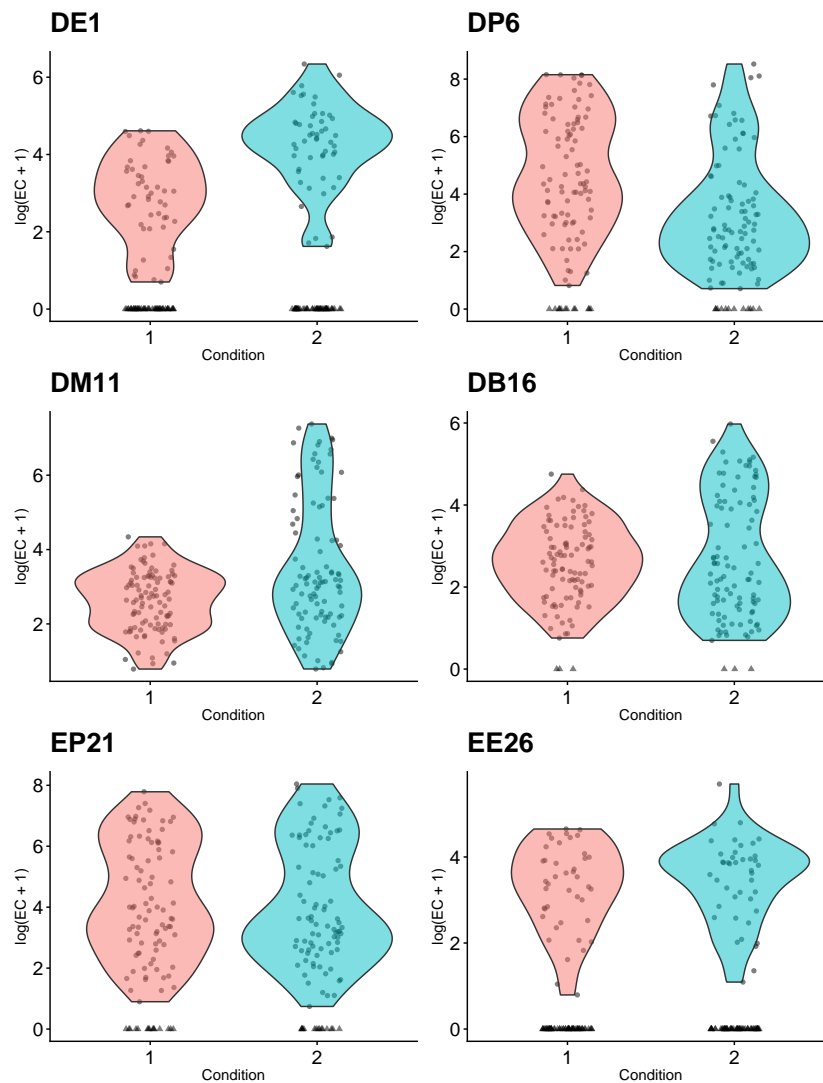 DE1
log(EC + 1)
6
4
2
0
1 2
Condition
DP6
log(EC + 1)
8
6
4
2
0
1 2
Condition
DM11
log(EC + 1)
6
4
2
1 2
Condition
DB16
log(EC + 1)
6
4
2
0
1 2
Condition
EP21
log(EC + 1)
8
6
4
2
0
1 2
Condition
EE26
log(EC + 1)
4
2
0
1 2
Condition